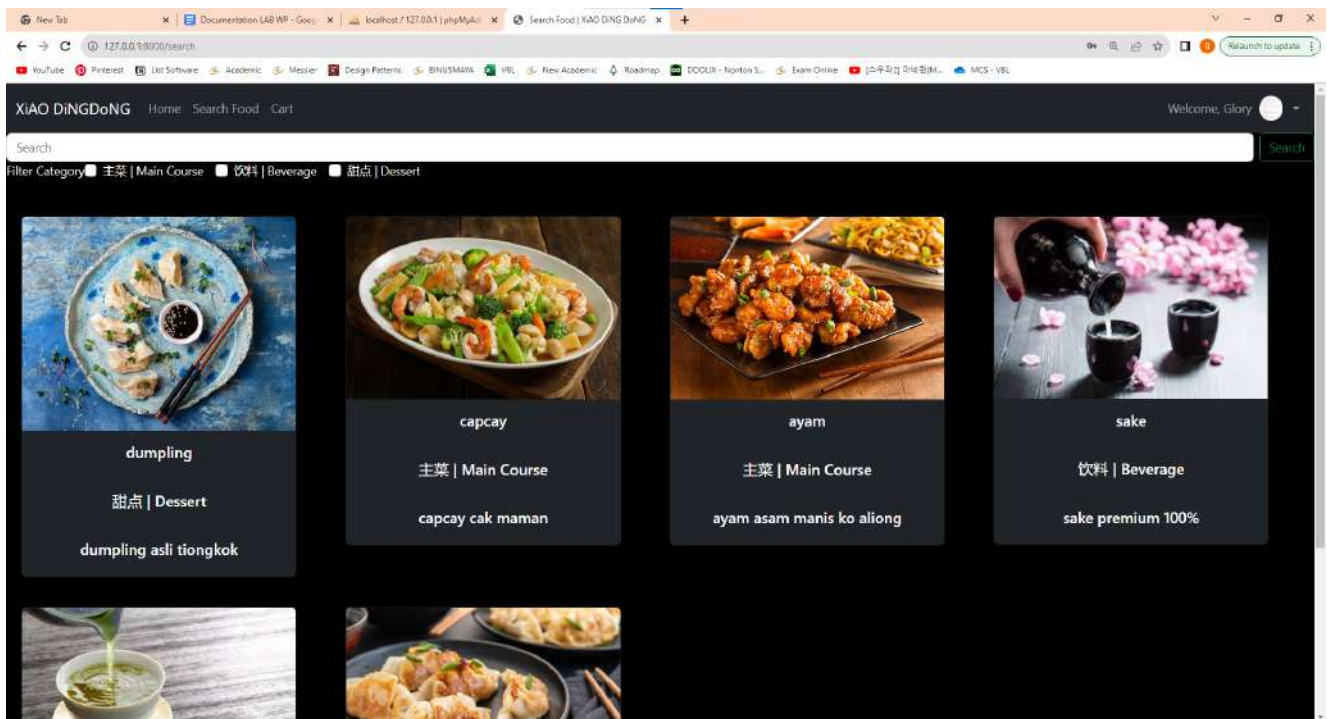 New Tab
Documentation LAB WP - Goog
localhost / 127.0.0.1 | phpMyAd
Search Food | XiAO DiNG DoNG
127.0.0.1:8000/search
Relaunch to update
YouTube
Pinterest
List Software
Academic
Messier
Design Patterns
BINUSMAYA
VBL
New Academic
Roadmap
Exam Online
MCS - VBL
XiAO DiNGDoNG
Home
Search Food
Cart
Welcome, Glory
Search
Search
Filter Category 主菜 | Main Course 饮料 | Beverage 甜点 | Dessert
dumpling
甜点 | Dessert
dumpling asli tiongkok
capcay
主菜 | Main Course
capcay cak maman
ayam
主菜 | Main Course
ayam asam manis ko aliong
sake
饮料 | Beverage
sake premium 100%